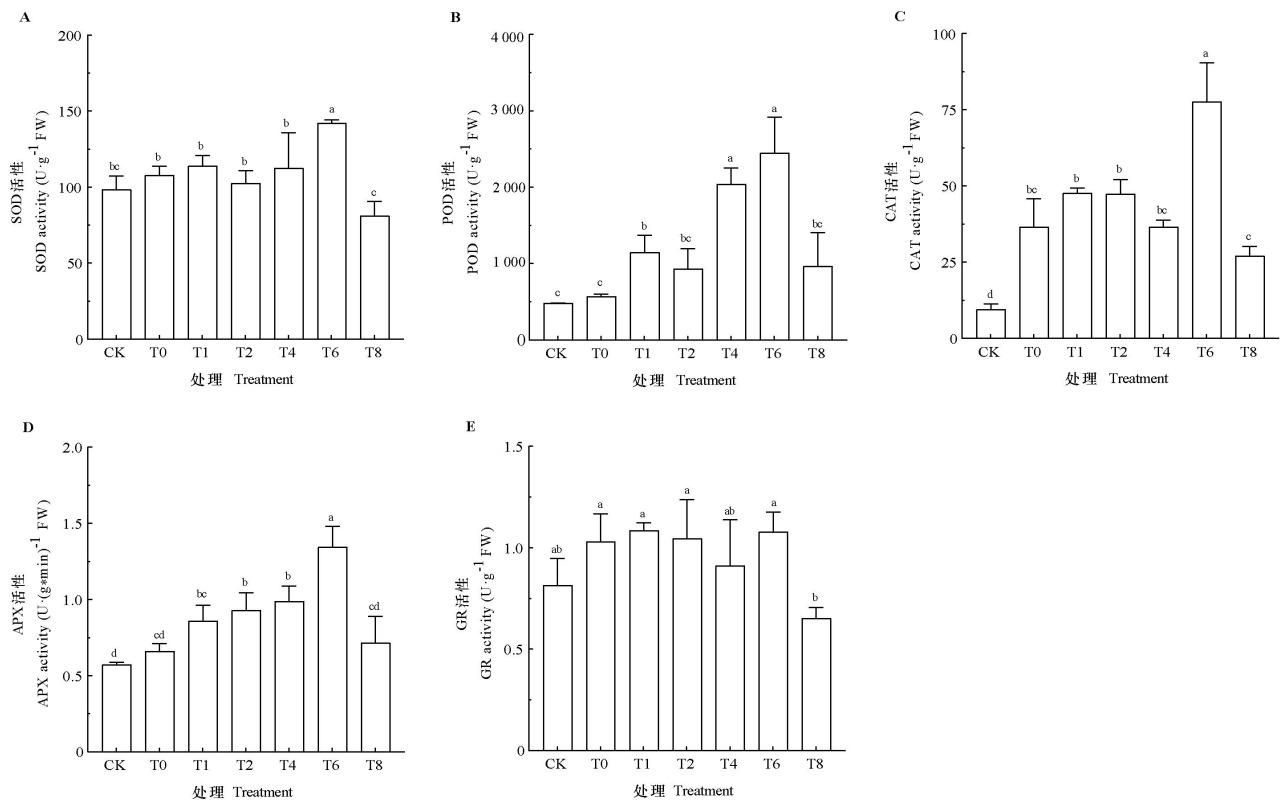 A
SOD活性
SOD activity (U·g⁻¹ FW)
200
150
100
50
0
bc
b
b
b
b
a
c
CK T0 T1 T2 T4 T6 T8
处理 Treatment
B
POD活性
POD activity (U·g⁻¹ FW)
4 000
3 000
2 000
1 000
0
c
c
b
bc
a
a
bc
CK T0 T1 T2 T4 T6 T8
处理 Treatment
C
CAT活性
CAT activity (U·g⁻¹ FW)
100
75
50
25
0
d
bc
b
b
bc
a
c
CK T0 T1 T2 T4 T6 T8
处理 Treatment
D
APX活性
APX activity (U·(g*min)⁻¹ FW)
2.0
1.5
1.0
0.5
0
d
cd
bc
b
b
a
cd
CK T0 T1 T2 T4 T6 T8
处理 Treatment
E
GR活性
GR activity (U·g⁻¹ FW)
1.5
1.0
0.5
0
ab
a
a
a
ab
a
b
CK T0 T1 T2 T4 T6 T8
处理 Treatment